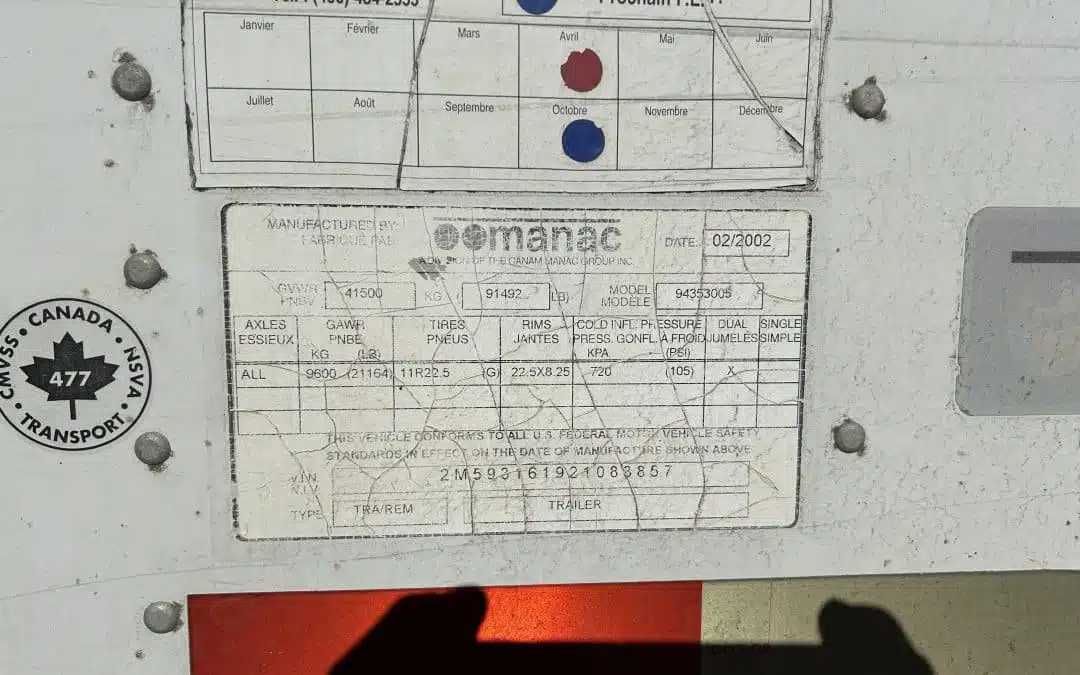 Janvier Février Mars Avril Mai Juin
Juillet Août Septembre Octobre Novembre Décembre
MANUFACTURED BY:
FABRIQUÉ PAR:
manac
A DIVISION OF THE CANAM MANAC GROUP INC.
DATE: 02/2002
GVWR
PNBV
41500 KG ( 91492 LB)
MODEL
MODÈLE
94353005
AXLES GAWR TIRES RIMS COLD INFL. PRESSURE DUAL SINGLE
ESSIEUX PNBE PNEUS JANTES PRESS. GONFL. À FROID JUMELÉS SIMPLE
KG (LB) KPA (PSI)
ALL 9600 (21164) 11R22.5 (G) 22.5X8.25 720 (105) X
THIS VEHICLE CONFORMS TO ALL U.S. FEDERAL MOTOR VEHICLE SAFETY
STANDARDS IN EFFECT ON THE DATE OF MANUFACTURE SHOWN ABOVE
V.I.N.
N.I.V.
2M593161921083857
TYPE TRA/REM TRAILER
CANADA
CMVSS • NSVAC
477
TRANSPORT